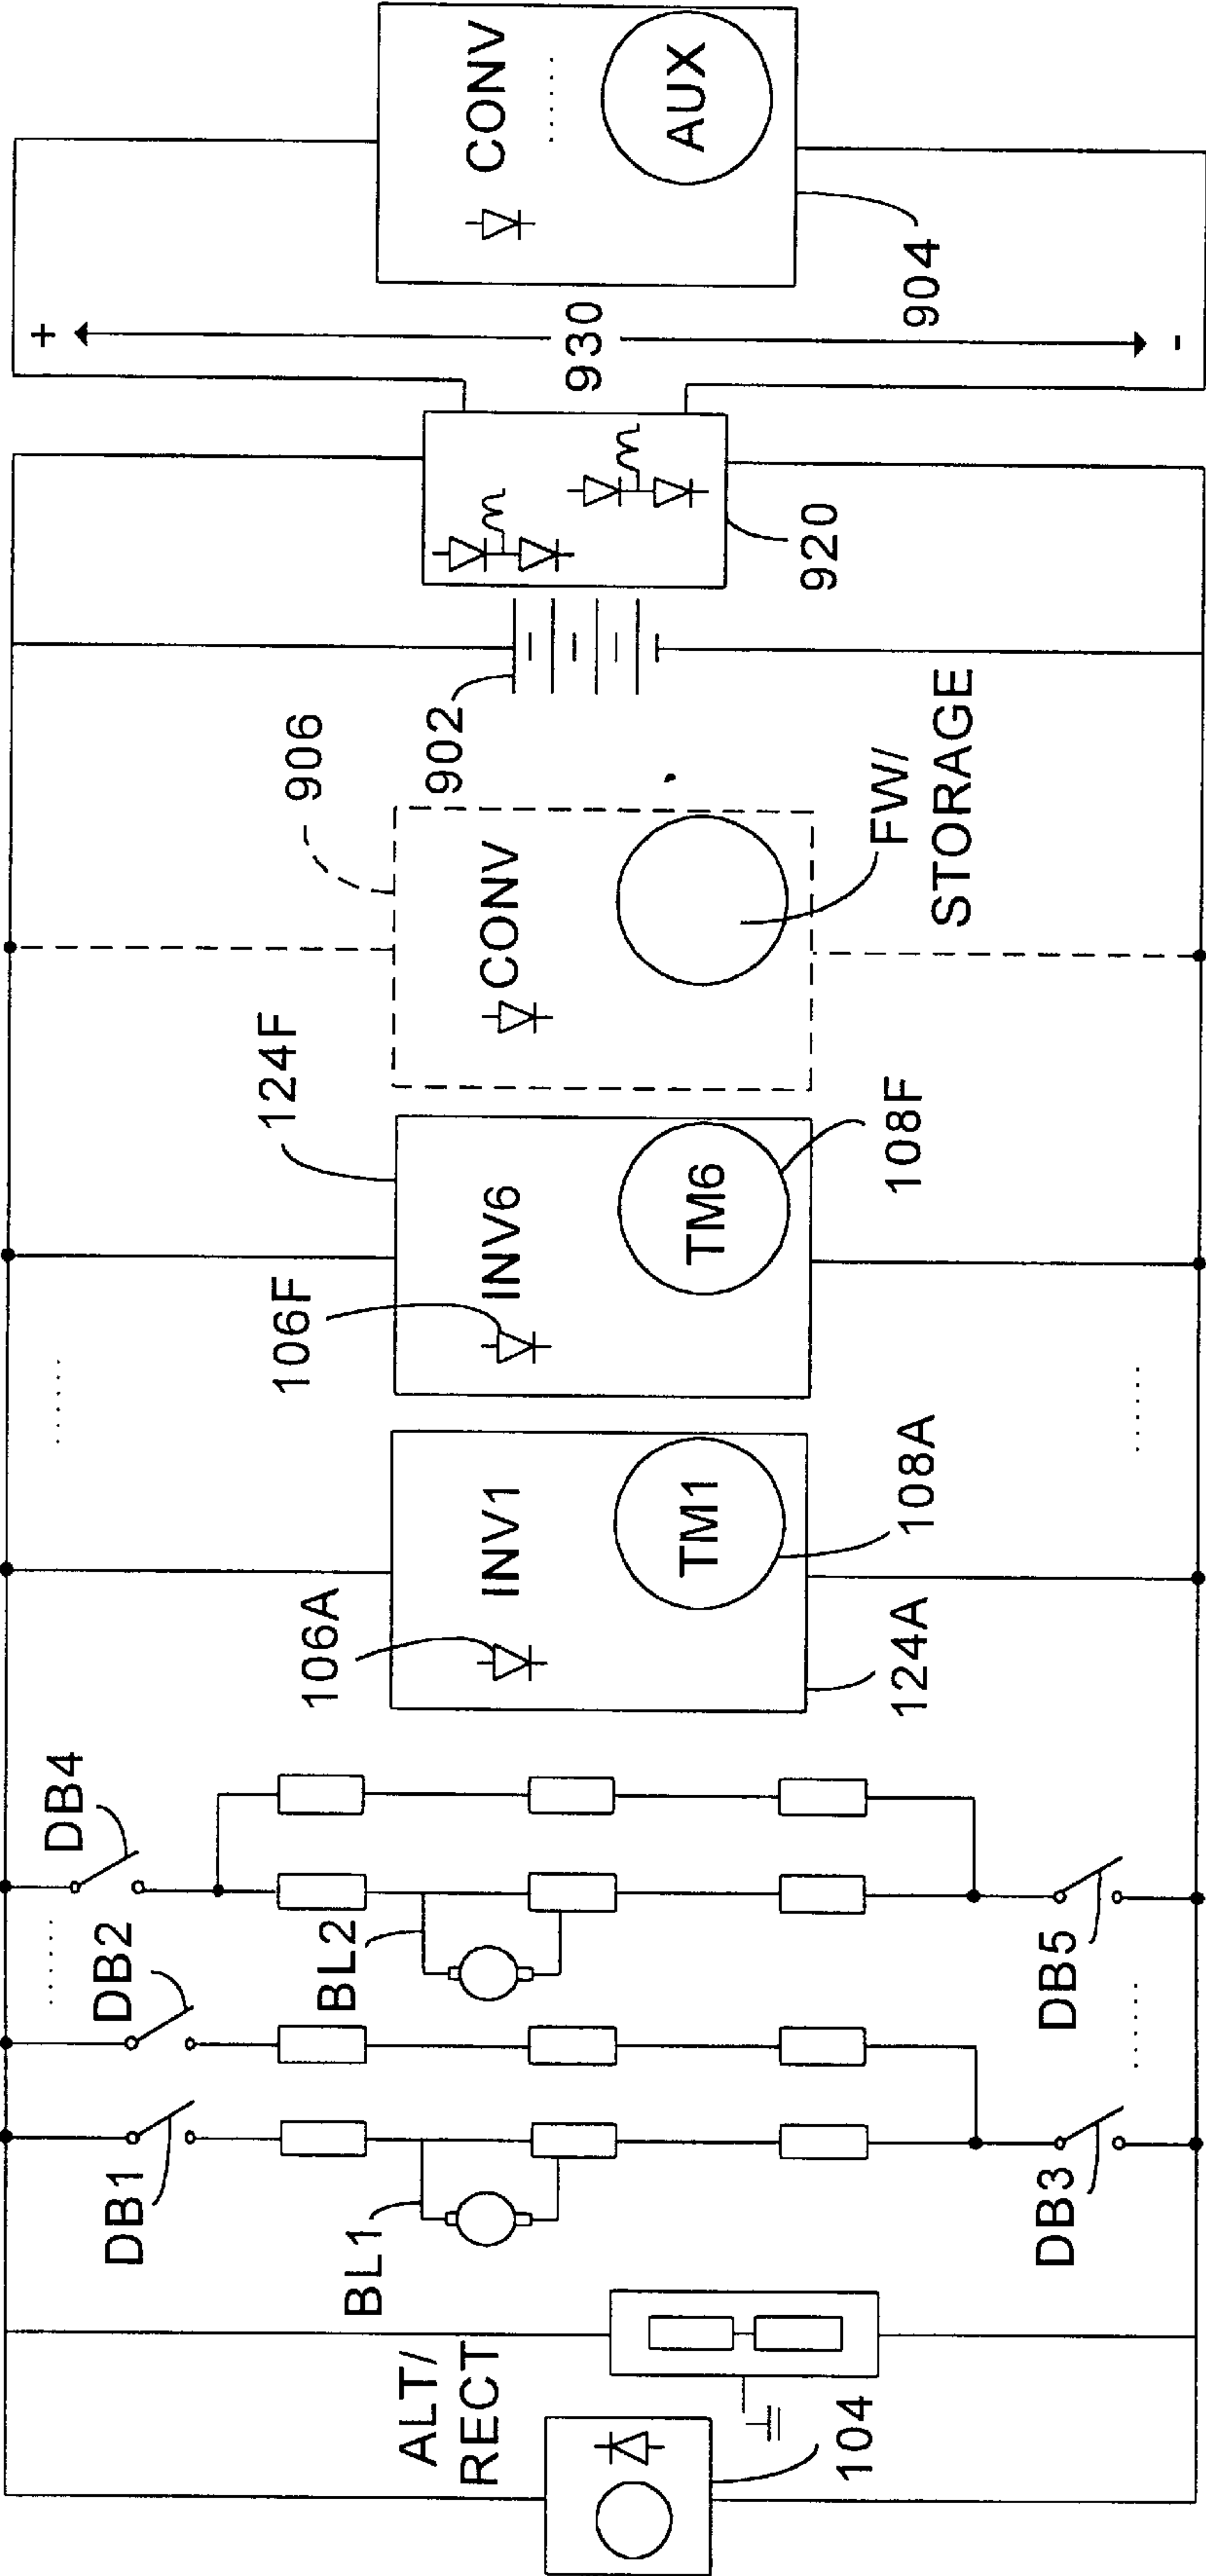 ALT/
RECT
104
BL1
DB1
DB3
DB2
BL2
DB4
DB5
106A
INV1
TM1
124A
108A
106F
124F
INV6
TM6
108F
906
CONV
FW/
STORAGE
902
920
+
930
-
CONV
AUX
904